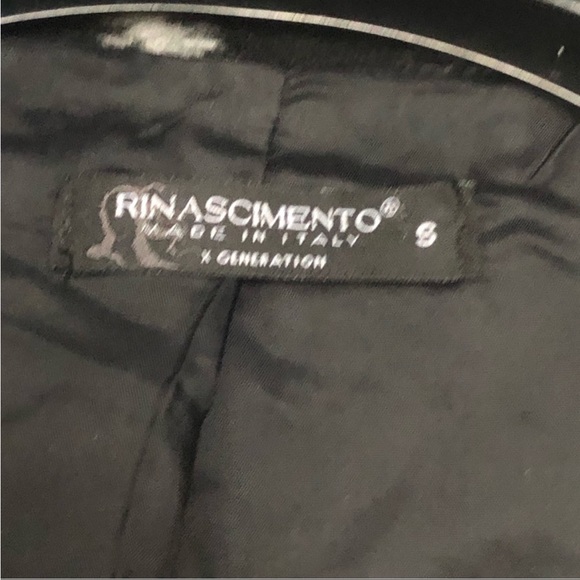 RINASCIMENTO® S
MADE IN ITALY
X GENERATION